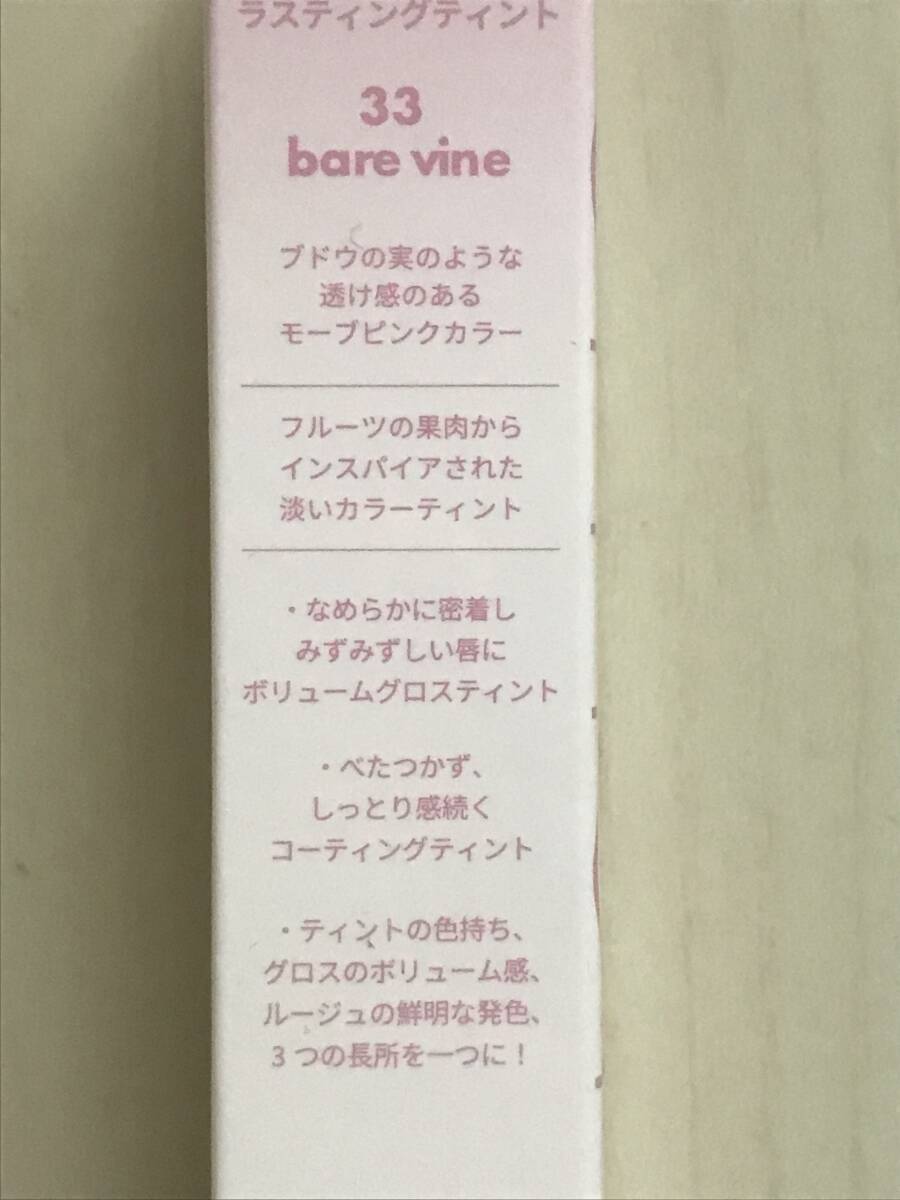 ラスティングティント
33
bare vine
ブドウの実のような
透け感のある
モーブピンクカラー
フルーツの果肉から
インスパイアされた
淡いカラーティント
・なめらかに密着し
みずみずしい唇に
ボリュームグロスティント
・べたつかず、
しっとり感続く
コーティングティント
・ティントの色持ち、
グロスのボリューム感、
ルージュの鮮明な発色、
3つの長所を一つに！